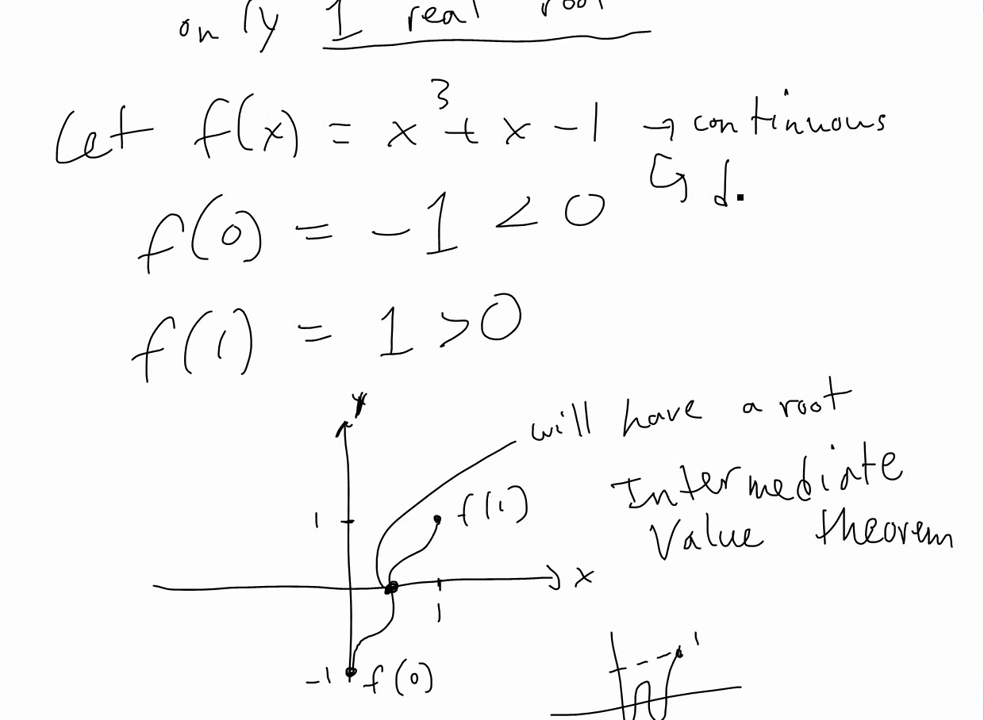 only 1 real root
Let f(x) = x³ + x - 1 → continuous
↳ d.
f(0) = -1 < 0
f(1) = 1 > 0
y
will have a root
Intermediate
Value theorem
f(1)
1
x
1
-1 f(0)
1